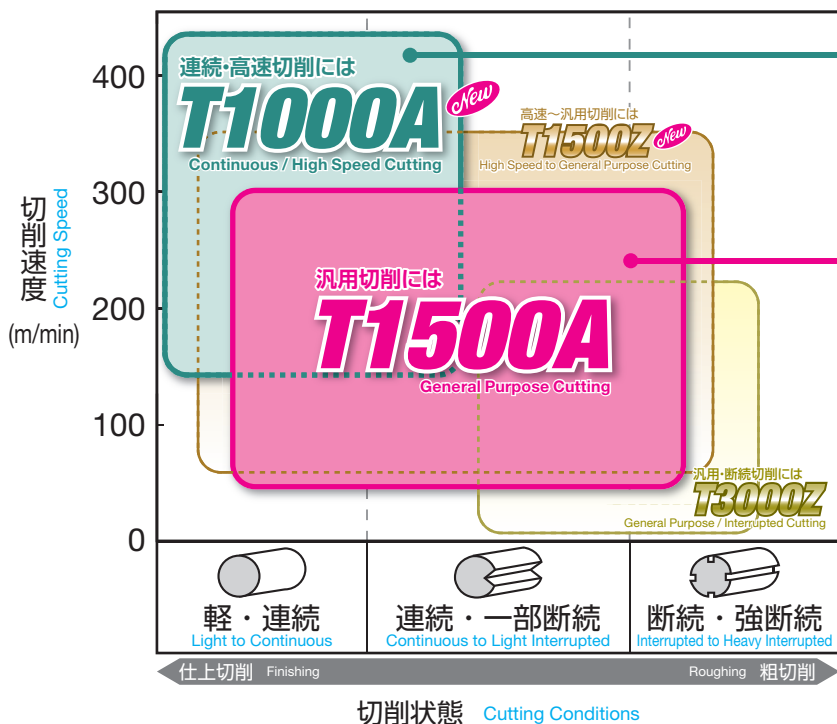 400
300
200
100
0
切削速度
Cutting Speed
(m/min)
連続・高速切削には
T1000A
New
Continuous / High Speed Cutting
高速～汎用切削には
T1500Z
New
High Speed to General Purpose Cutting
汎用切削には
T1500A
General Purpose Cutting
汎用・断続切削には
T3000Z
General Purpose / Interrupted Cutting
軽・連続
Light to Continuous
連続・一部断続
Continuous to Light Interrupted
断続・強断続
Interrupted to Heavy Interrupted
仕上切削 Finishing
Roughing 粗切削
切削状態 Cutting Conditions